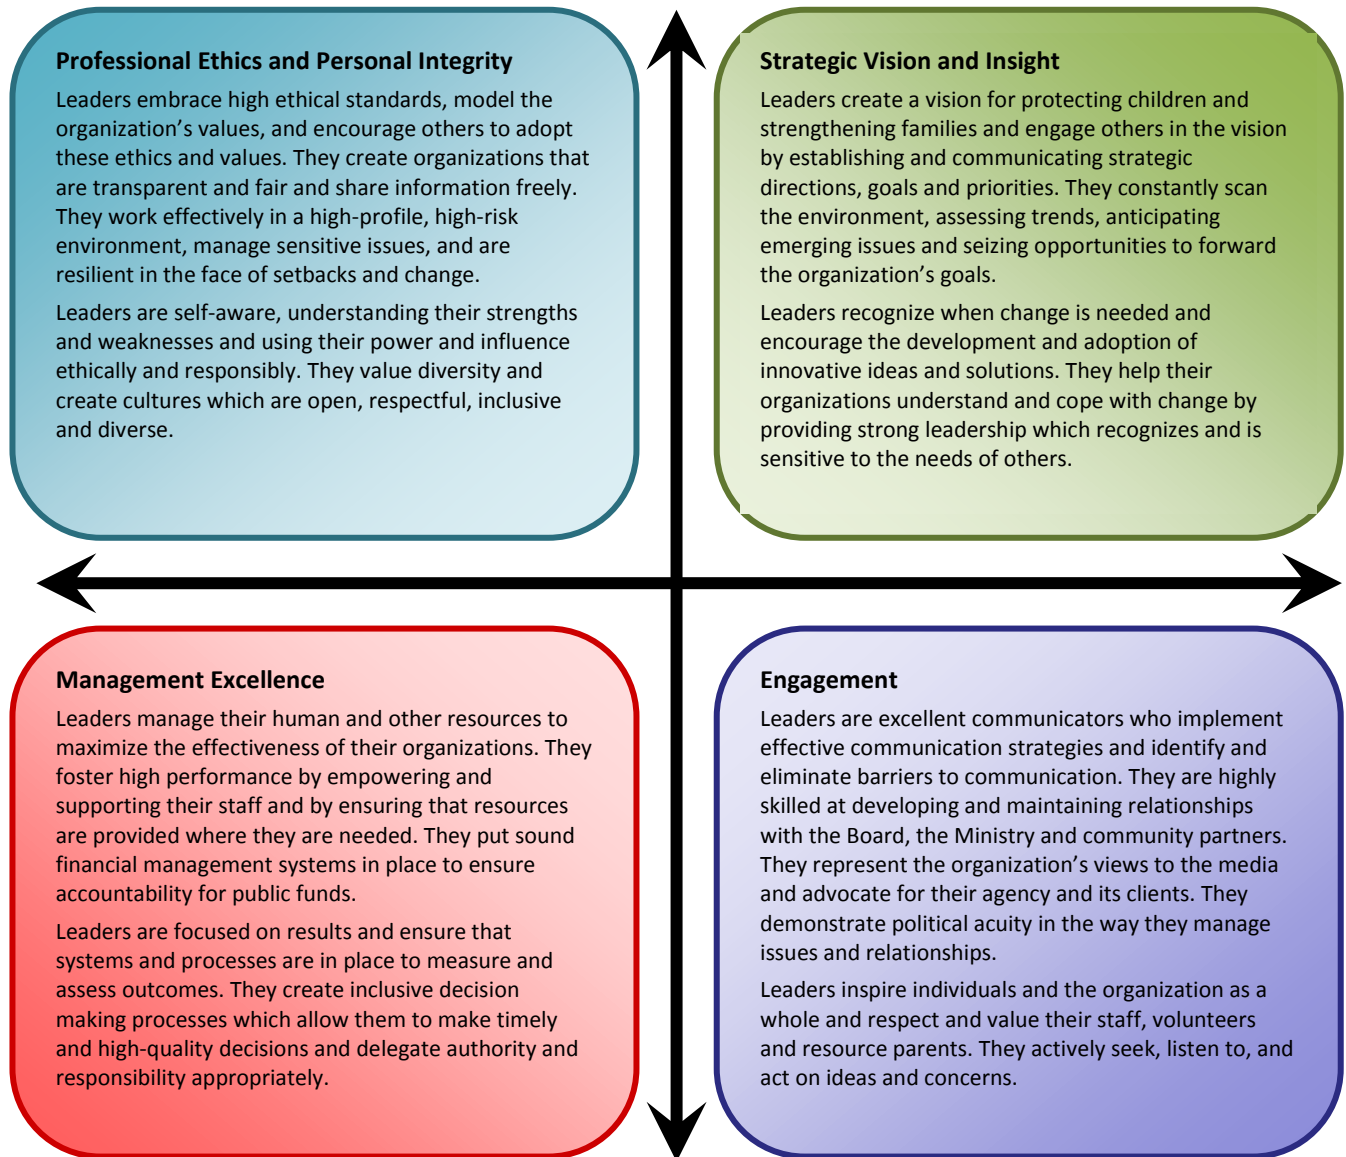 Professional Ethics and Personal Integrity
Leaders embrace high ethical standards, model the
organization’s values, and encourage others to adopt
these ethics and values. They create organizations that
are transparent and fair and share information freely.
They work effectively in a high-profile, high-risk
environment, manage sensitive issues, and are
resilient in the face of setbacks and change.
Leaders are self-aware, understanding their strengths
and weaknesses and using their power and influence
ethically and responsibly. They value diversity and
create cultures which are open, respectful, inclusive
and diverse.
Strategic Vision and Insight
Leaders create a vision for protecting children and
strengthening families and engage others in the vision
by establishing and communicating strategic
directions, goals and priorities. They constantly scan
the environment, assessing trends, anticipating
emerging issues and seizing opportunities to forward
the organization’s goals.
Leaders recognize when change is needed and
encourage the development and adoption of
innovative ideas and solutions. They help their
organizations understand and cope with change by
providing strong leadership which recognizes and is
sensitive to the needs of others.
Management Excellence
Leaders manage their human and other resources to
maximize the effectiveness of their organizations. They
foster high performance by empowering and
supporting their staff and by ensuring that resources
are provided where they are needed. They put sound
financial management systems in place to ensure
accountability for public funds.
Leaders are focused on results and ensure that
systems and processes are in place to measure and
assess outcomes. They create inclusive decision
making processes which allow them to make timely
and high-quality decisions and delegate authority and
responsibility appropriately.
Engagement
Leaders are excellent communicators who implement
effective communication strategies and identify and
eliminate barriers to communication. They are highly
skilled at developing and maintaining relationships
with the Board, the Ministry and community partners.
They represent the organization’s views to the media
and advocate for their agency and its clients. They
demonstrate political acuity in the way they manage
issues and relationships.
Leaders inspire individuals and the organization as a
whole and respect and value their staff, volunteers
and resource parents. They actively seek, listen to, and
act on ideas and concerns.